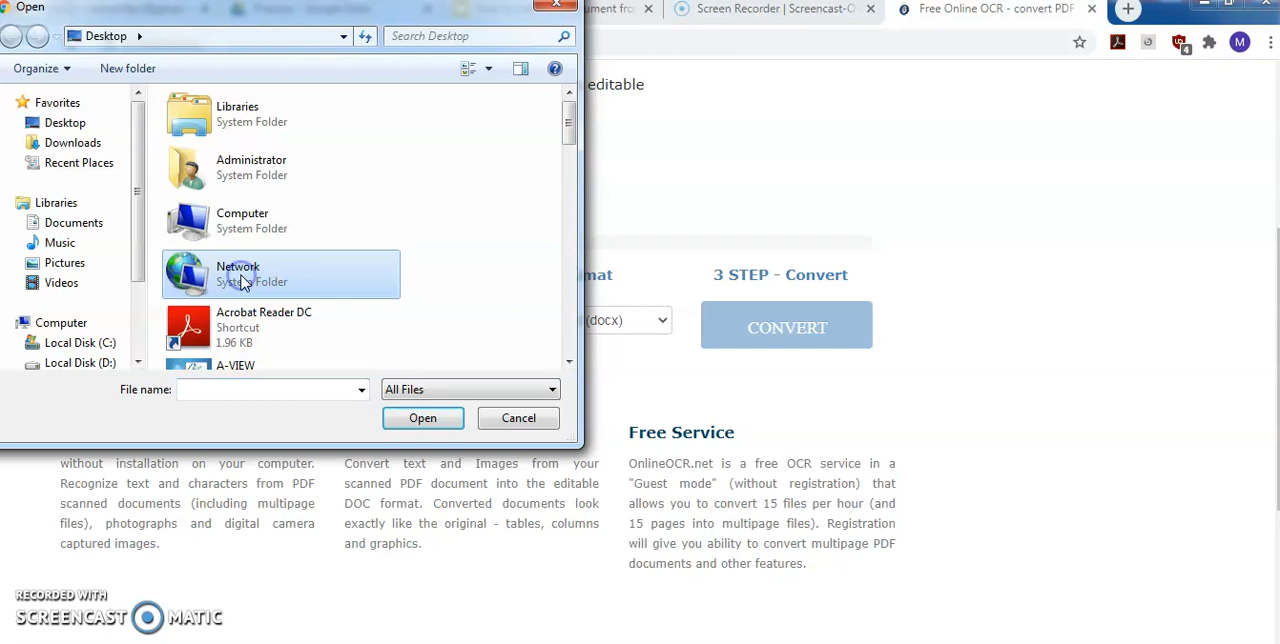 Open
ument fro
Screen Recorder | Screencast-O
Free Online OCR - convert PDF
Desktop
Search Desktop
Organize
New folder
4
M
editable
Favorites
Desktop
Downloads
Recent Places
Libraries
Documents
Music
Pictures
Videos
Computer
Local Disk (C:)
Local Disk (D:)
Libraries
System Folder
Administrator
System Folder
Computer
System Folder
Network
System Folder
Acrobat Reader DC
Shortcut
1.96 KB
A-VIEW
mat
3 STEP - Convert
(docx)
CONVERT
File name:
All Files
Open
Cancel
without installation on your computer.
Recognize text and characters from PDF
scanned documents (including multipage
files), photographs and digital camera
captured images.
Convert text and Images from your
scanned PDF document into the editable
DOC format. Converted documents look
exactly like the original - tables, columns
and graphics.
Free Service
OnlineOCR.net is a free OCR service in a
"Guest mode" (without registration) that
allows you to convert 15 files per hour (and
15 pages into multipage files). Registration
will give you ability to convert multipage PDF
documents and other features.
RECORDED WITH
SCREENCAST MATIC